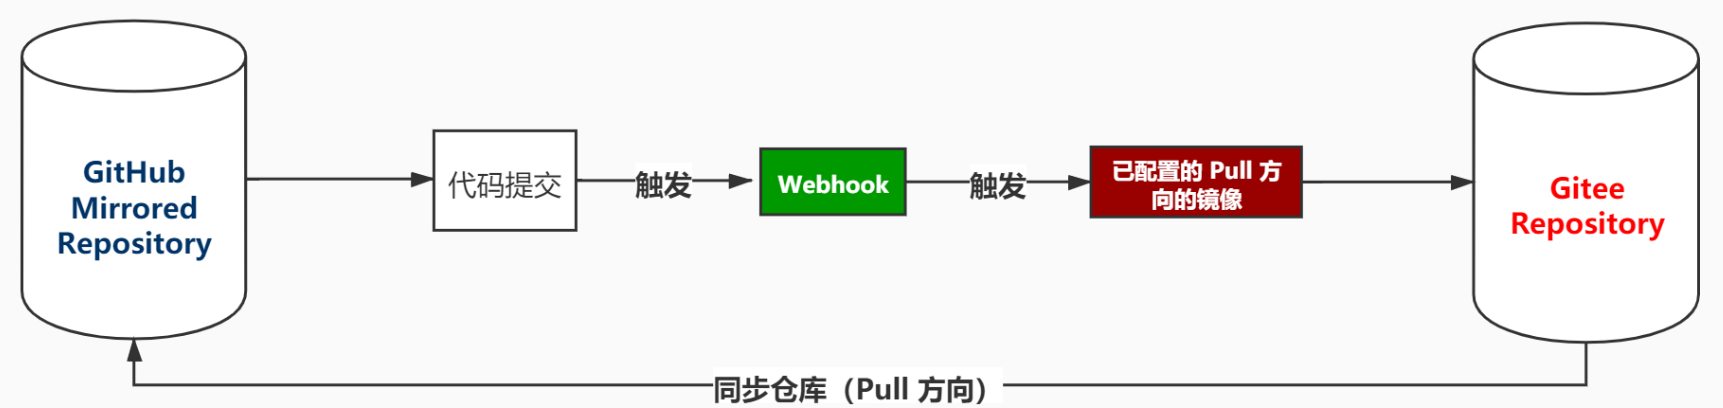 GitHub
Mirrored
Repository
代码提交
触发
Webhook
触发
已配置的 Pull 方
向的镜像
Gitee
Repository
同步仓库（Pull 方向）